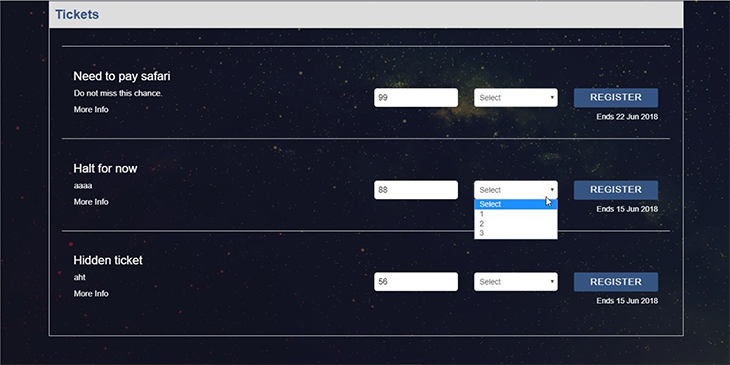 Tickets
Need to pay safari
Do not miss this chance.
More Info
99
Select
REGISTER
Ends 22 Jun 2018
Halt for now
aaaa
More Info
88
Select
REGISTER
Ends 15 Jun 2018
Select
1
2
3
Hidden ticket
aht
More Info
56
Select
REGISTER
Ends 15 Jun 2018